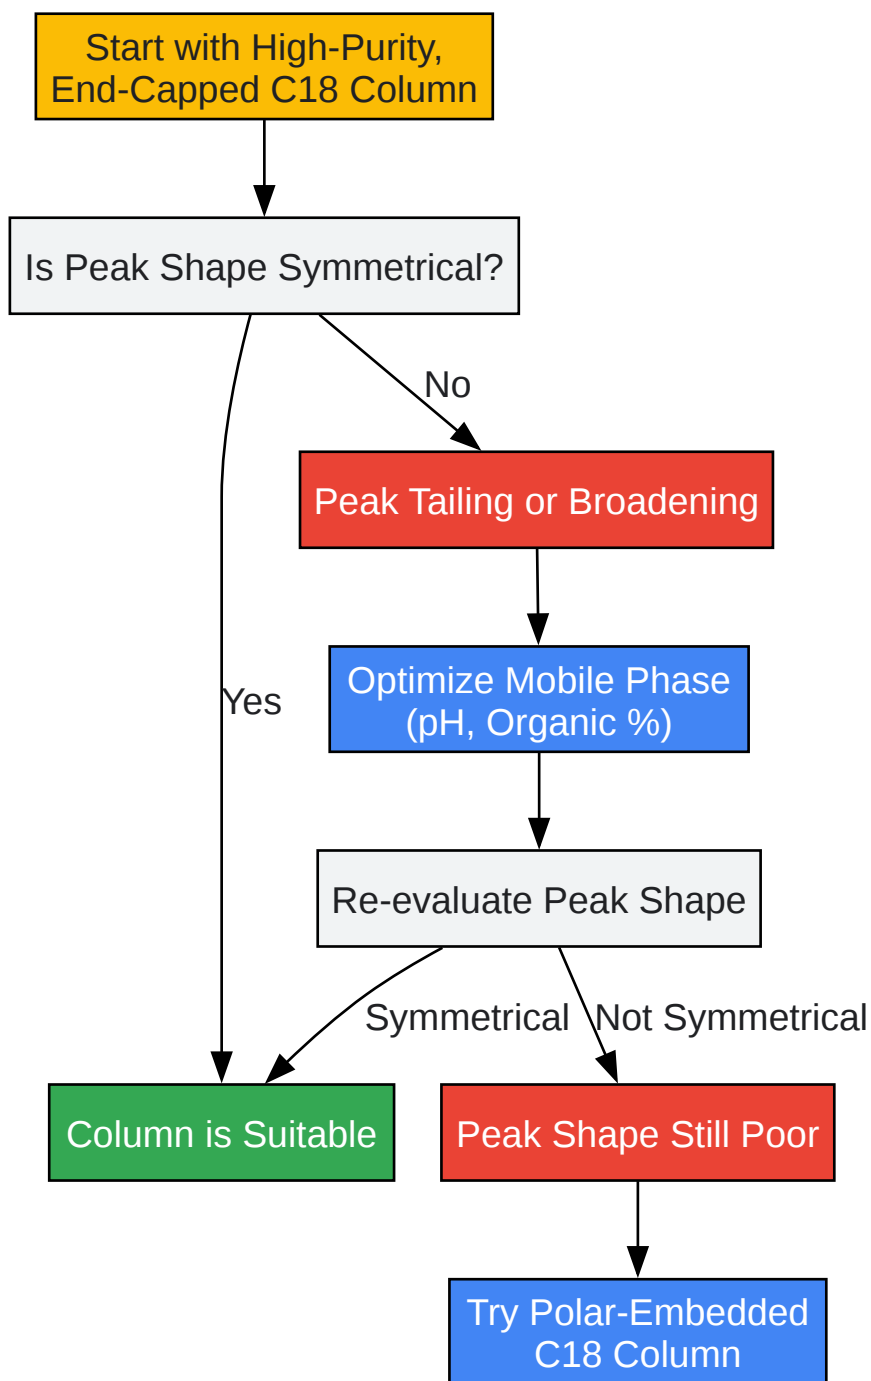 Start with High-Purity,
End-Capped C18 Column
Is Peak Shape Symmetrical?
No
Peak Tailing or Broadening
Yes
Optimize Mobile Phase
(pH, Organic %)
Re-evaluate Peak Shape
Symmetrical
Not Symmetrical
Column is Suitable
Peak Shape Still Poor
Try Polar-Embedded
C18 Column